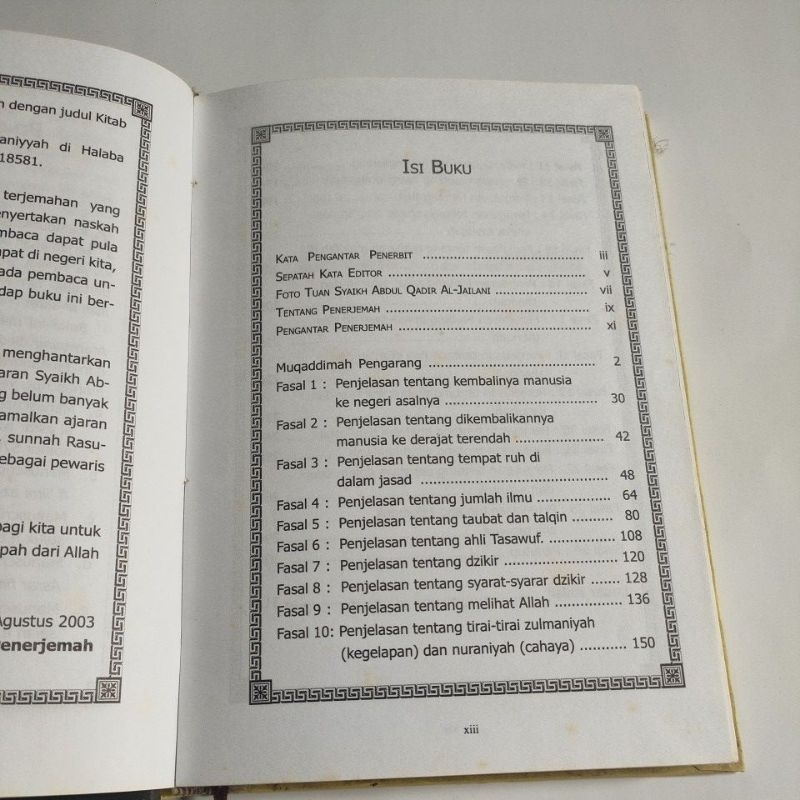 dengan judul Kitab
aniyyah di Halaba
18581.
terjemahan yang
nyertakan naskah
mbaca dapat pula
pat di negeri kita,
ada pembaca un-
dap buku ini ber-
menghantarkan
aran Syaikh Ab-
g belum banyak
amalkan ajaran
sunnah Rasu-
ebagai pewaris
bagi kita untuk
pah dari Allah
Agustus 2003
enerjemah
ISI BUKU
KATA PENGANTAR PENERBIT ........ iii
SEPATAH KATA EDITOR ........ v
FOTO TUAN SYAIKH ABDUL QADIR AL-JAILANI ........ vii
TENTANG PENERJEMAH ........ ix
PENGANTAR PENERJEMAH ........ xi
Muqaddimah Pengarang ........ 2
Fasal 1 : Penjelasan tentang kembalinya manusia
ke negeri asalnya ........ 30
Fasal 2 : Penjelasan tentang dikembalikannya
manusia ke derajat terendah ........ 42
Fasal 3 : Penjelasan tentang tempat ruh di
dalam jasad ........ 48
Fasal 4 : Penjelasan tentang jumlah ilmu ........ 64
Fasal 5 : Penjelasan tentang taubat dan talqin ........ 80
Fasal 6 : Penjelasan tentang ahli Tasawuf. ........ 108
Fasal 7 : Penjelasan tentang dzikir ........ 120
Fasal 8 : Penjelasan tentang syarat-syarar dzikir ........ 128
Fasal 9 : Penjelasan tentang melihat Allah ........ 136
Fasal 10: Penjelasan tentang tirai-tirai zulmaniyah
(kegelapan) dan nuraniyah (cahaya) ........ 150
xiii